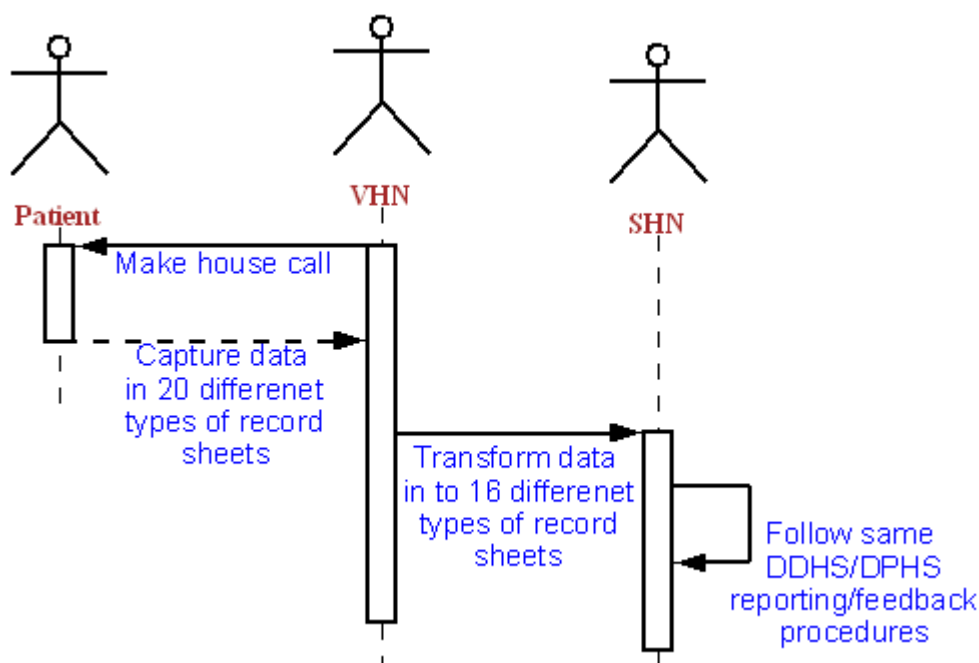 Patient
VHN
SHN
Make house call
Capture data
in 20 differenet
types of record
sheets
Transform data
in to 16 differenet
types of record
sheets
Follow same
DDHS/DPHS
reporting/feedback
procedures